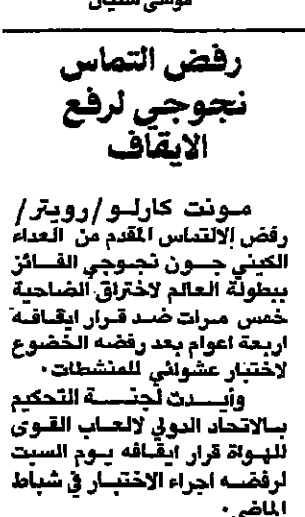 رفض التماس
نجوجي لرفع
الايقاف
مونت كارلو/رويتر/
رفض الالتماس المقدم من العداء
الكيني جون نجوجي الفائز
ببطولة العالم لاختراق الضاحية
خمس مرات ضد قرار ايقافه
اربعة اعوام بعد رفضه الخضوع
لاختبار عشوائي للمنشطات.
وأيدت لجنة التحكيم
بالاتحاد الدولي لالعاب القوى
للهواة قرار ايقافه يوم السبت
لرفضه اجراء الاختبار في شباط
الماضي.